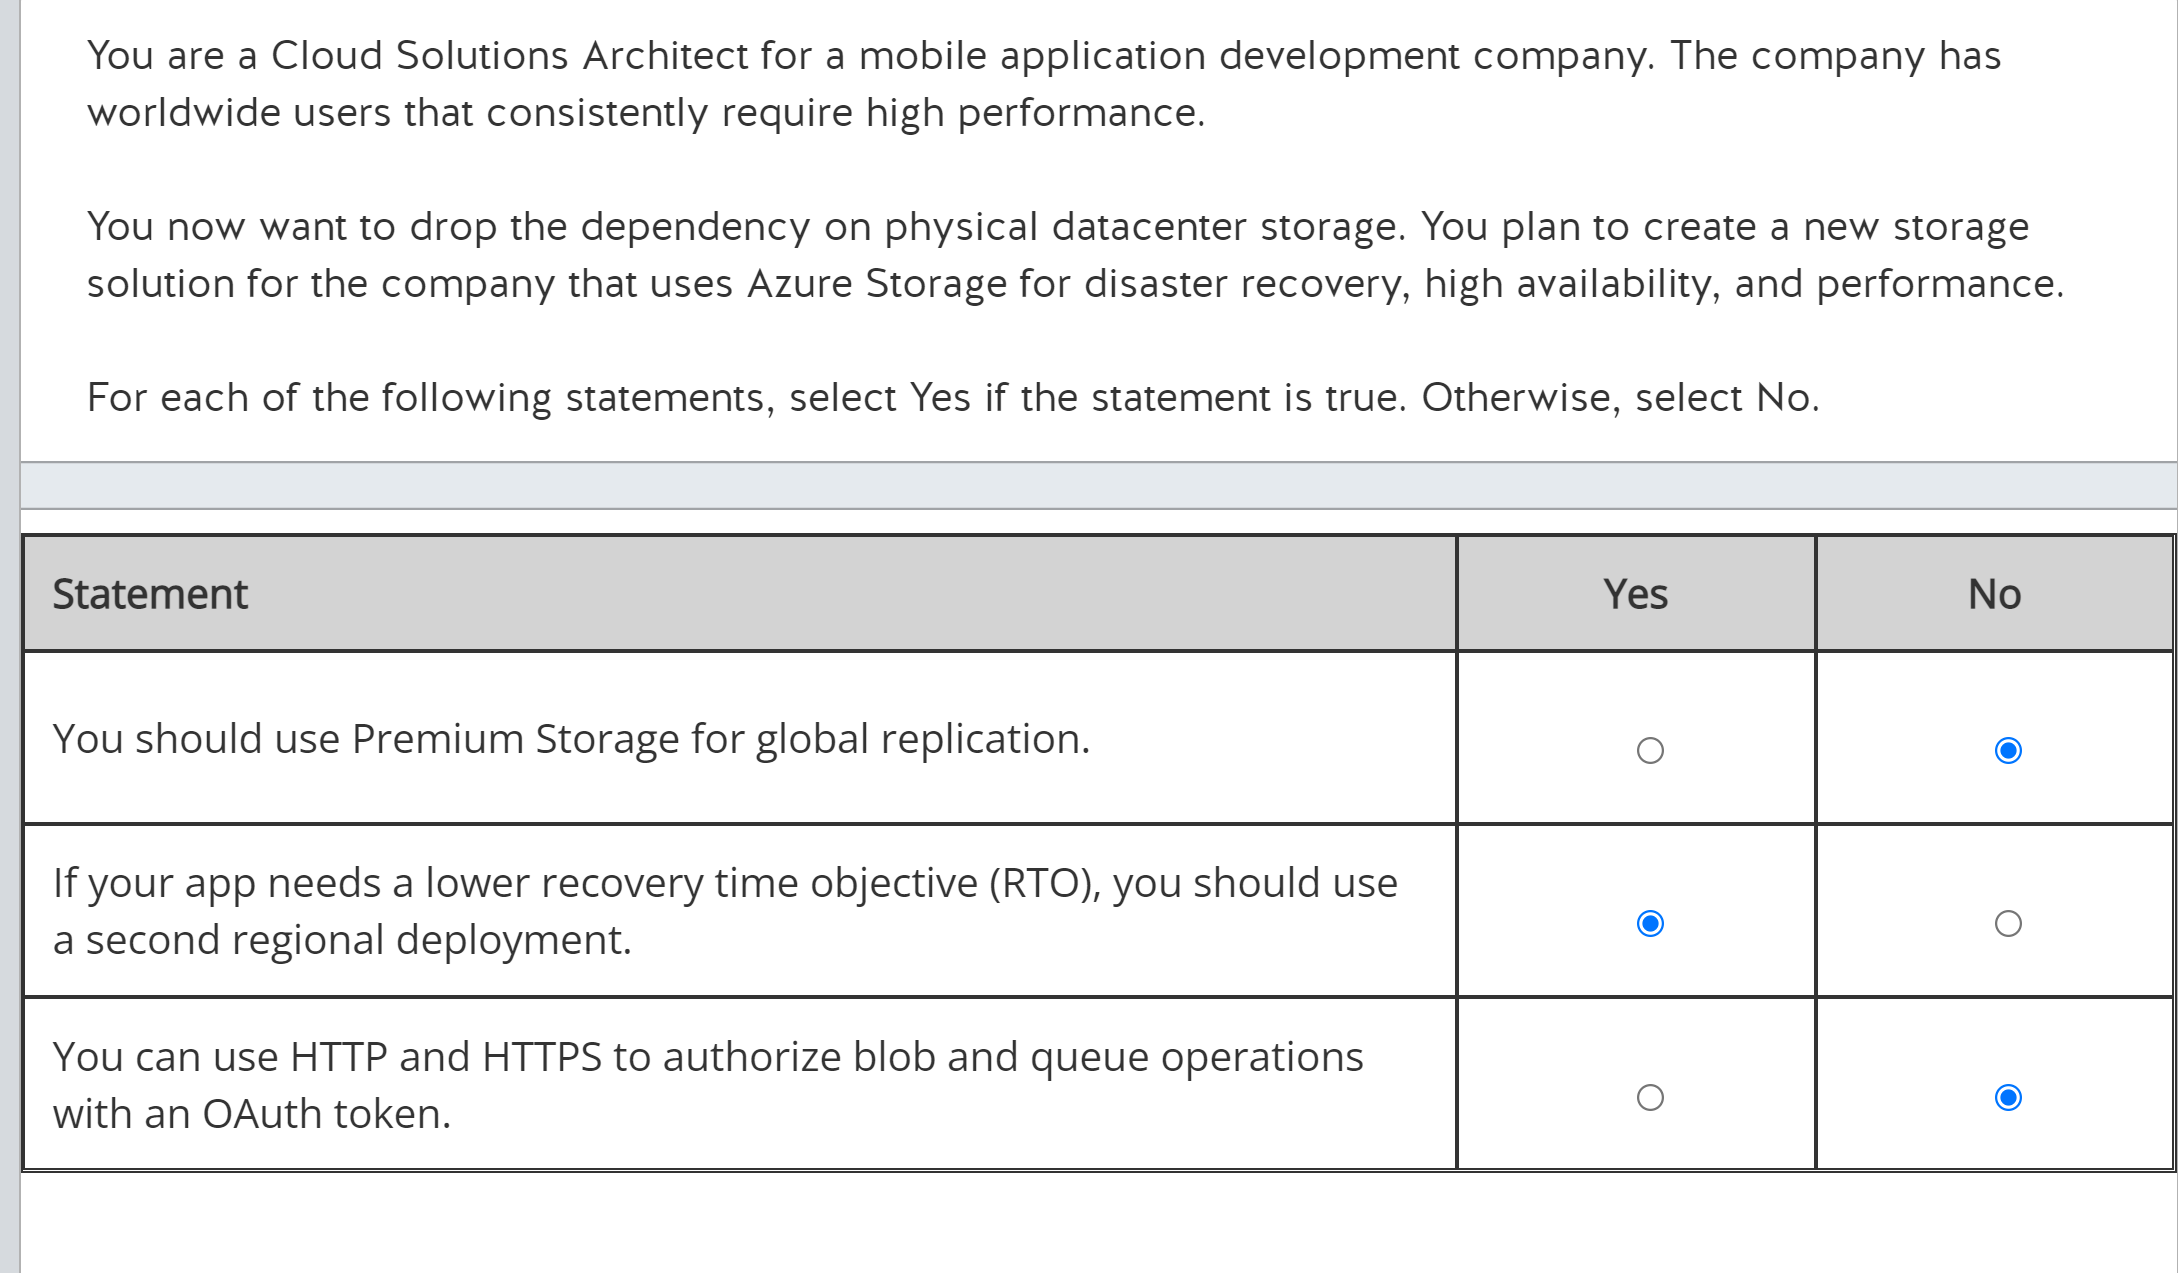 You are a Cloud Solutions Architect for a mobile application development company. The company has
worldwide users that consistently require high performance.
You now want to drop the dependency on physical datacenter storage. You plan to create a new storage
solution for the company that uses Azure Storage for disaster recovery, high availability, and performance.
For each of the following statements, select Yes if the statement is true. Otherwise, select No.
Statement Yes No
You should use Premium Storage for global replication.
If your app needs a lower recovery time objective (RTO), you should use
a second regional deployment.
You can use HTTP and HTTPS to authorize blob and queue operations
with an OAuth token.